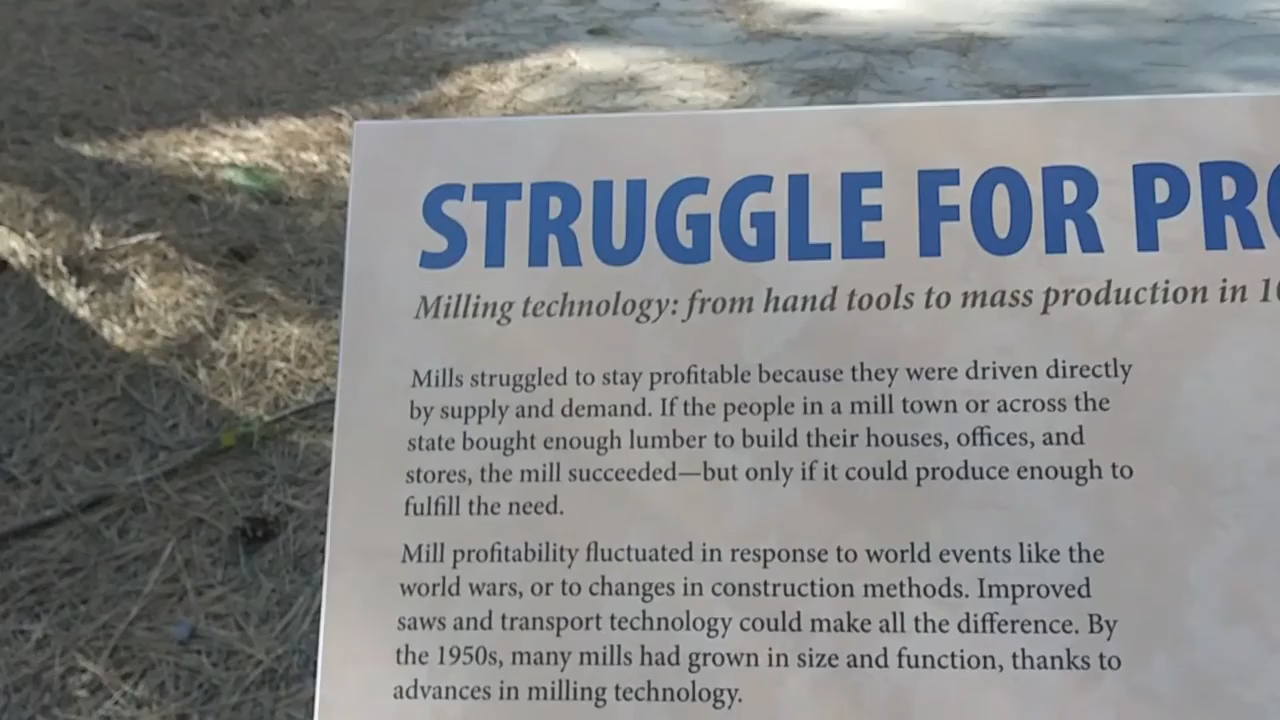 STRUGGLE FOR
Milling technology: from hand tools to mass production in
Mills struggled to stay profitable because they were driven directly
by supply and demand. If the people in a mill town or across the
state bought enough lumber to build their houses, offices, and
stores, the mill succeeded—but only if it could produce enough to
fulfill the need.
Mill profitability fluctuated in response to world events like the
world wars, or to changes in construction methods. Improved
saws and transport technology could make all the difference. By
the 1950s, many mills had grown in size and function, thanks to
advances in milling technology.